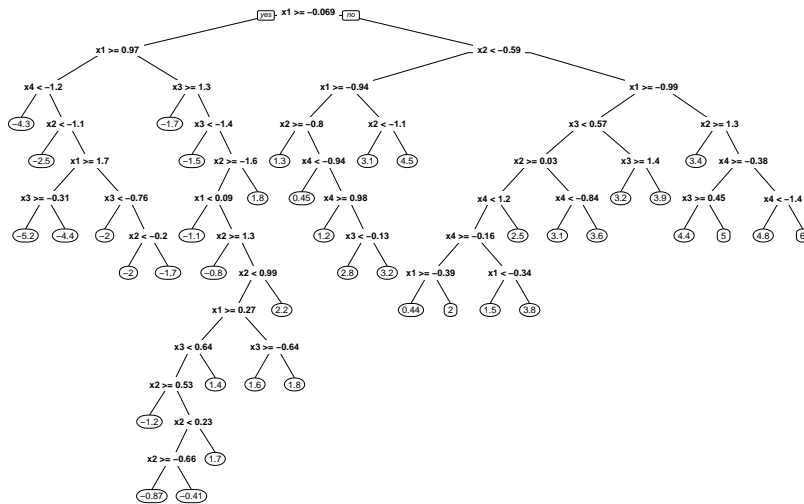 yes x1 >= −0.069 no
x1 >= 0.97 x2 < −0.59
x4 < −1.2 x3 >= 1.3 x1 >= −0.94 x1 >= −0.99
−4.3 x2 < −1.1 −1.7 x3 < −1.4 x2 >= −0.8 x2 < −1.1 x3 < 0.57 x2 >= 1.3
−2.5 x1 >= 1.7 −1.5 x2 >= −1.6 1.3 x4 < −0.94 3.1 4.5 x2 >= 0.03 x3 >= 1.4 3.4 x4 >= −0.38
x3 >= −0.31 x3 < −0.76 x1 < 0.09 1.8 0.45 x4 >= 0.98 x4 < 1.2 x4 < −0.84 3.2 3.9 x3 >= 0.45 x4 < −1.4
−5.2 −4.4 −2 x2 < −0.2 −1.1 x2 >= 1.3 1.2 x3 < −0.13 x4 >= −0.16 2.5 3.1 3.6 4.4 5 4.8 6
−2 −1.7 −0.8 x2 < 0.99 2.8 3.2 x1 >= −0.39 x1 < −0.34
x1 >= 0.27 2.2 0.44 2 1.5 3.8
x3 < 0.64 x3 >= −0.64
x2 >= 0.53 1.4 1.6 1.8
−1.2 x2 < 0.23
x2 >= −0.66 1.7
−0.87 −0.41